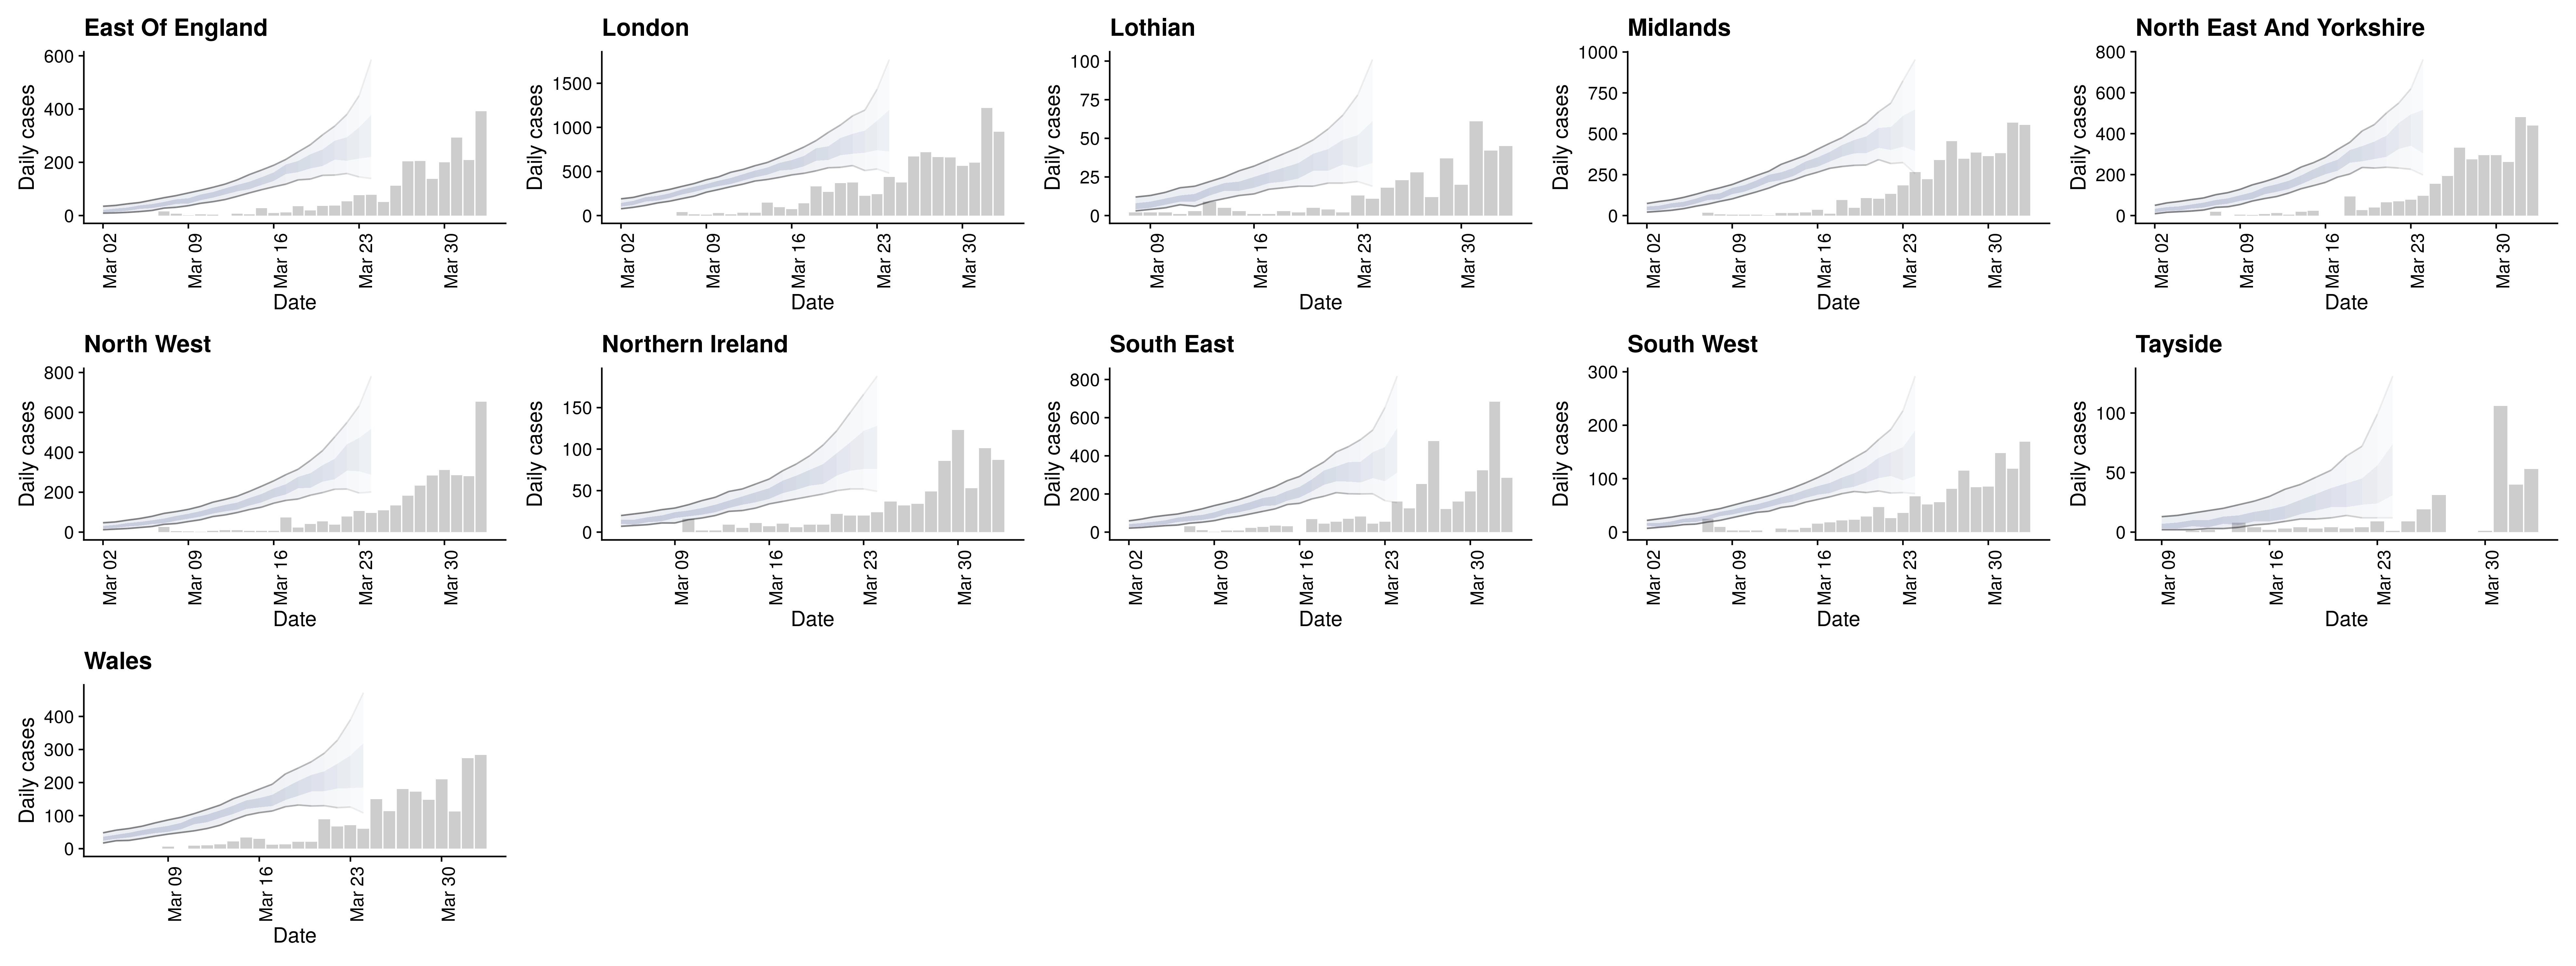 East Of England
Daily cases
600
400
200
0
Mar 02
Mar 09
Mar 16
Mar 23
Mar 30
Date
London
Daily cases
1500
1000
500
0
Mar 02
Mar 09
Mar 16
Mar 23
Mar 30
Date
Lothian
Daily cases
100
75
50
25
0
Mar 09
Mar 16
Mar 23
Mar 30
Date
Midlands
Daily cases
1000
750
500
250
0
Mar 02
Mar 09
Mar 16
Mar 23
Mar 30
Date
North East And Yorkshire
Daily cases
800
600
400
200
0
Mar 02
Mar 09
Mar 16
Mar 23
Mar 30
Date
North West
Daily cases
800
600
400
200
0
Mar 02
Mar 09
Mar 16
Mar 23
Mar 30
Date
Northern Ireland
Daily cases
150
100
50
0
Mar 09
Mar 16
Mar 23
Mar 30
Date
South East
Daily cases
800
600
400
200
0
Mar 02
Mar 09
Mar 16
Mar 23
Mar 30
Date
South West
Daily cases
300
200
100
0
Mar 02
Mar 09
Mar 16
Mar 23
Mar 30
Date
Tayside
Daily cases
100
50
0
Mar 09
Mar 16
Mar 23
Mar 30
Date
Wales
Daily cases
400
300
200
100
0
Mar 09
Mar 16
Mar 23
Mar 30
Date